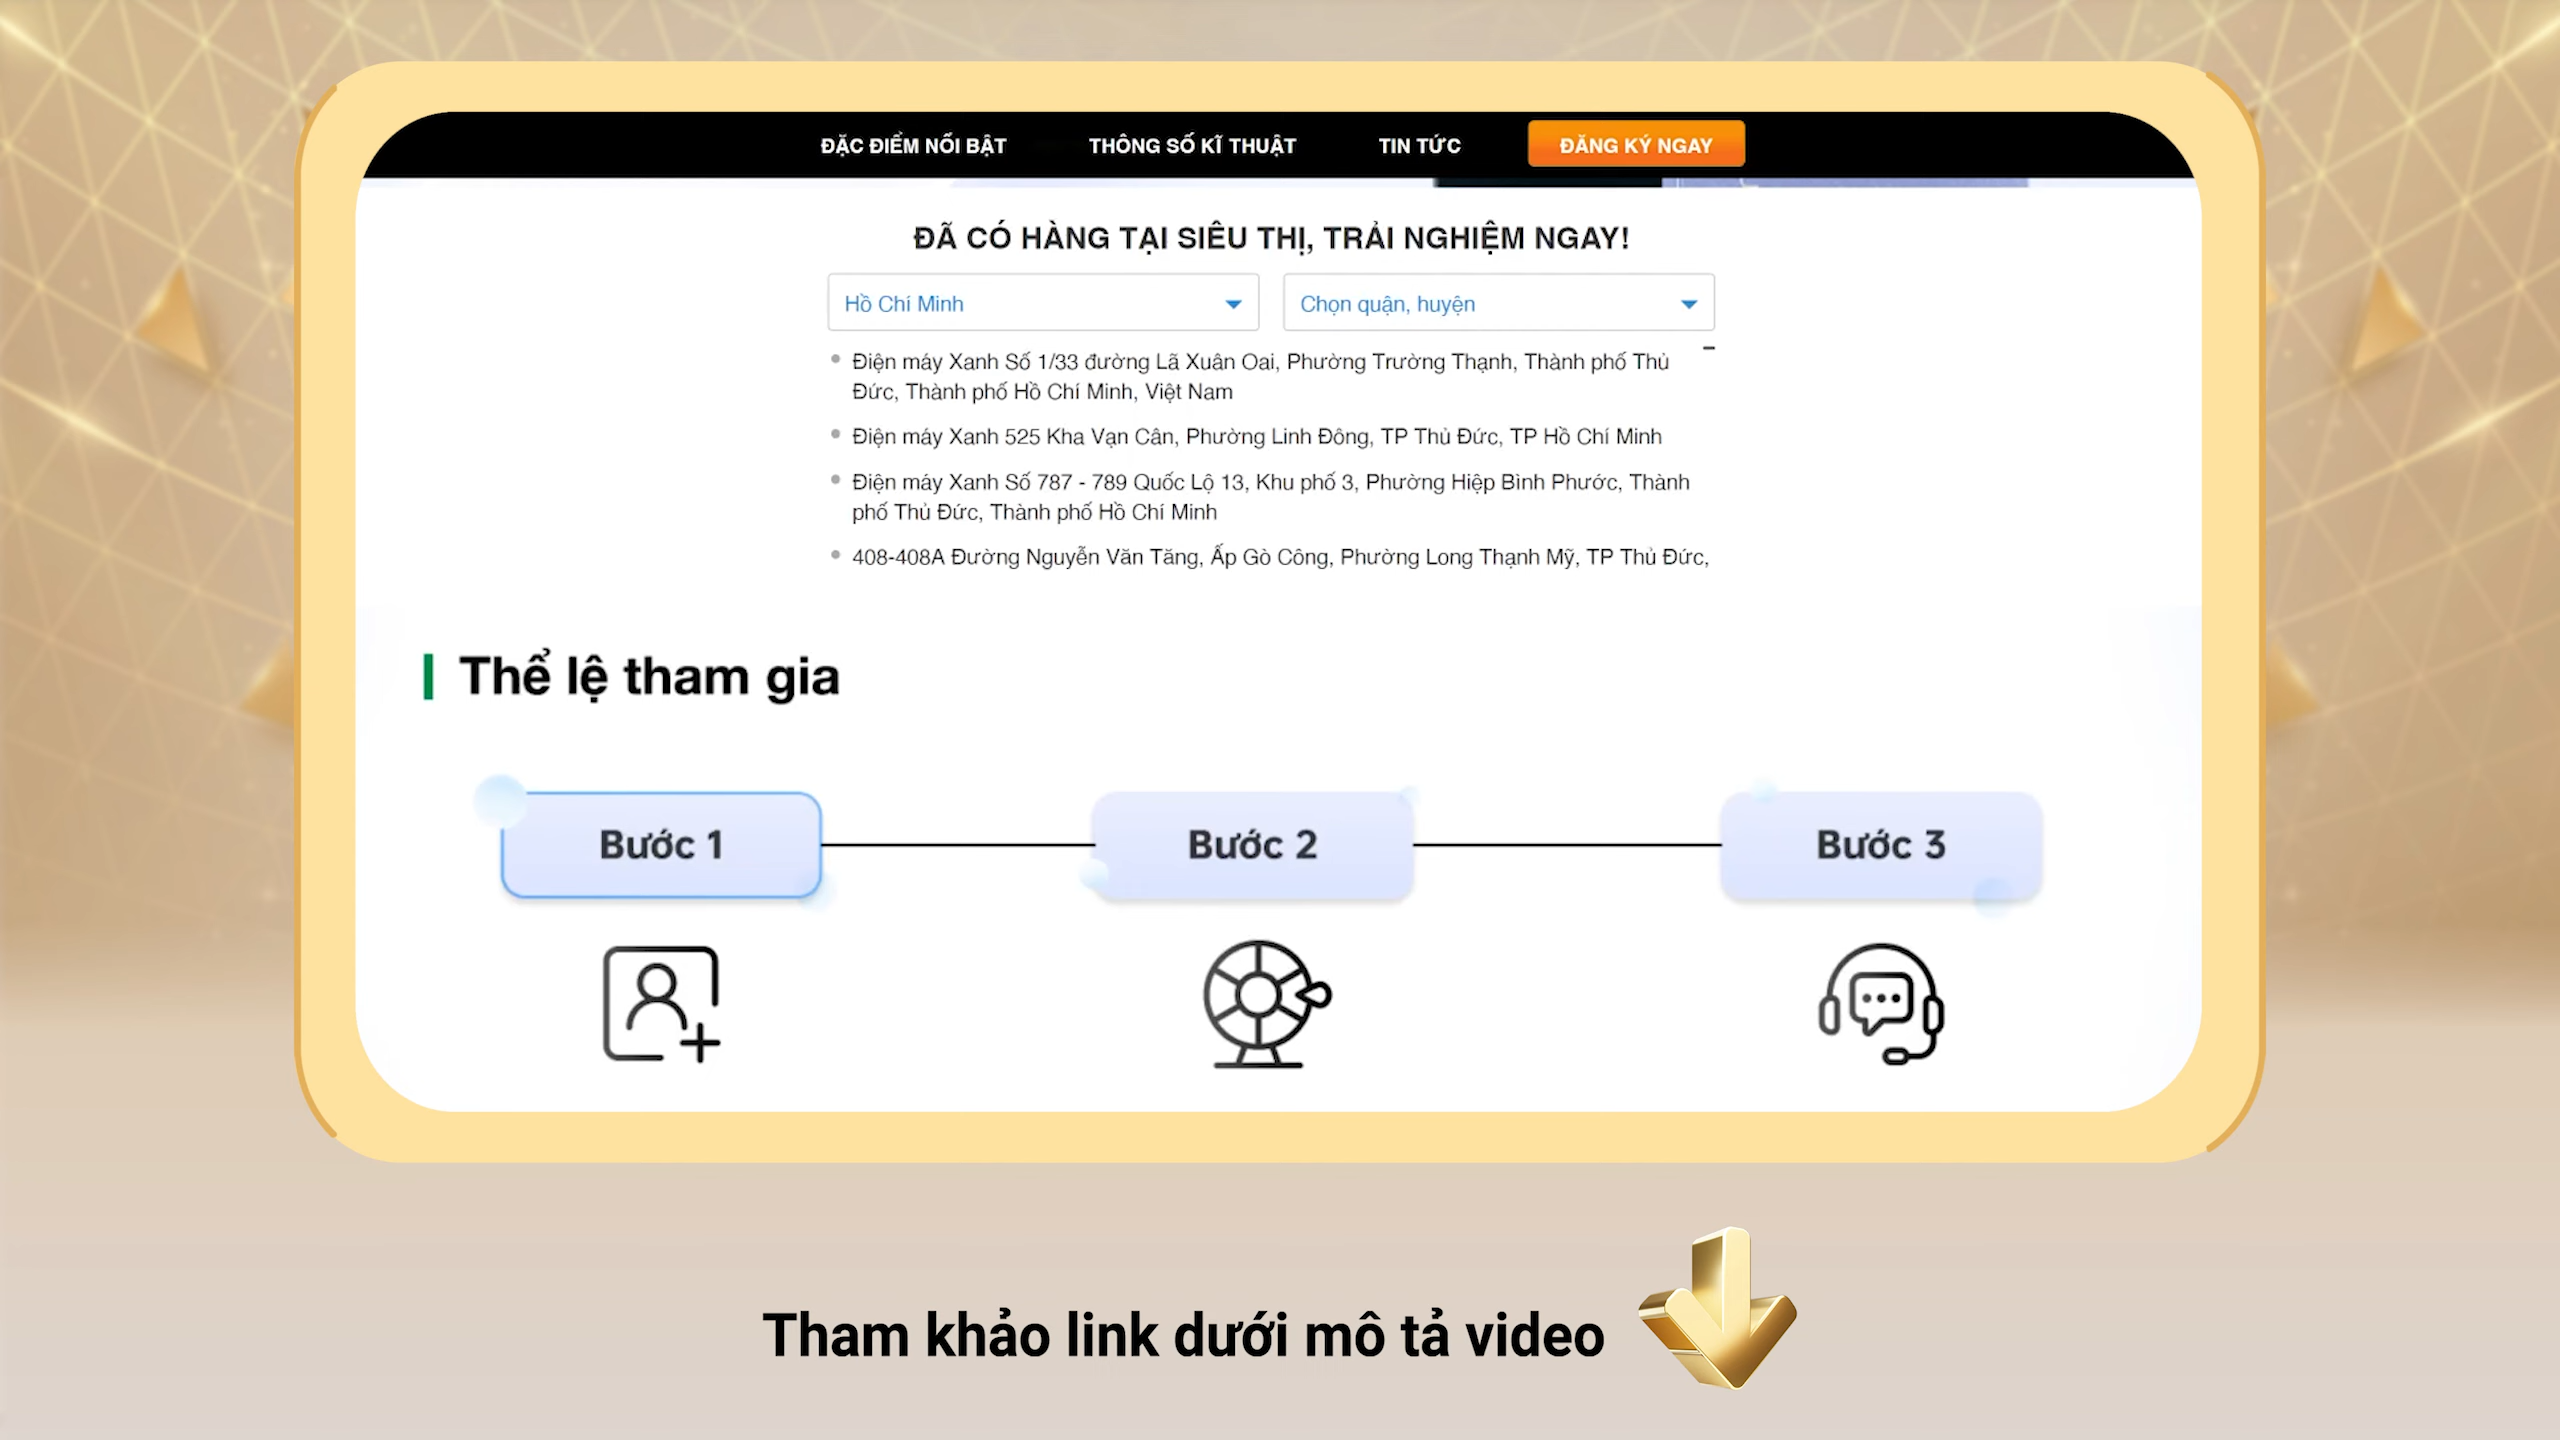 ĐẶC ĐIỂM NỔI BẬT THÔNG SỐ KĨ THUẬT TIN TỨC ĐĂNG KÝ NGAY
ĐÃ CÓ HÀNG TẠI SIÊU THỊ, TRẢI NGHIỆM NGAY!
Hồ Chí Minh Chọn quận, huyện
Điện máy Xanh Số 1/33 đường Lã Xuân Oai, Phường Trường Thạnh, Thành phố Thủ
Đức, Thành phố Hồ Chí Minh, Việt Nam
Điện máy Xanh 525 Kha Vạn Cân, Phường Linh Đông, TP Thủ Đức, TP Hồ Chí Minh
Điện máy Xanh Số 787 - 789 Quốc Lộ 13, Khu phố 3, Phường Hiệp Bình Phước, Thành
phố Thủ Đức, Thành phố Hồ Chí Minh
408-408A Đường Nguyễn Văn Tăng, Ấp Gò Công, Phường Long Thạnh Mỹ, TP Thủ Đức,
Thể lệ tham gia
Bước 1 Bước 2 Bước 3
Tham khảo link dưới mô tả video